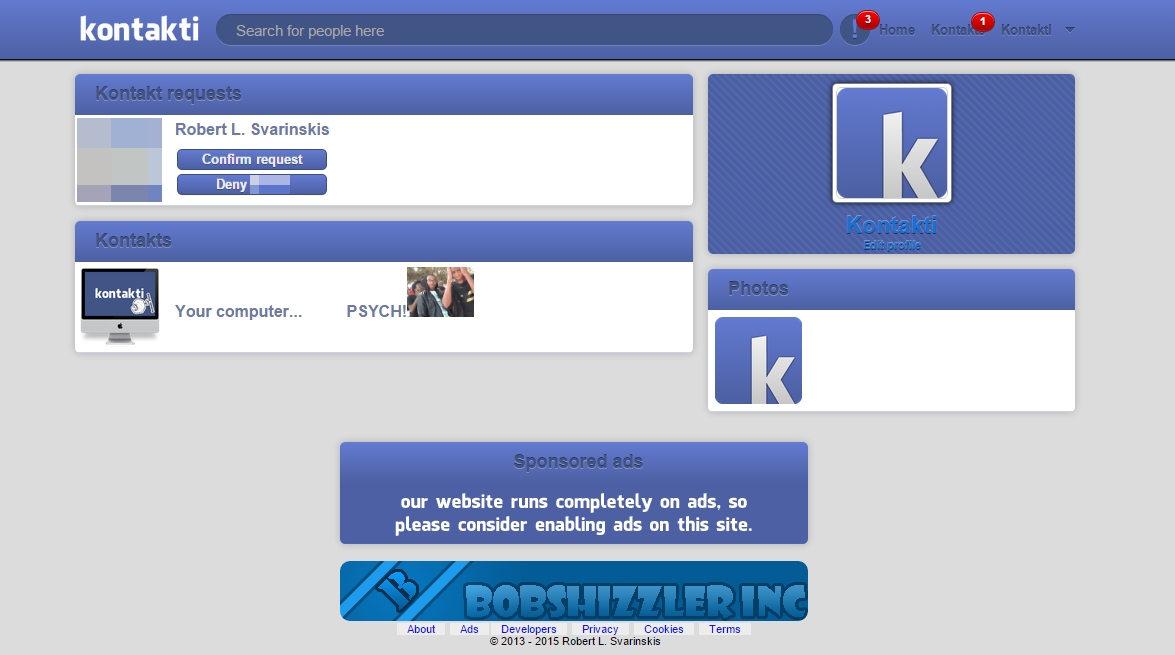 kontakti
Search for people here
! 3 Home Kontakts 1 Kontakti
Kontakt requests
Robert L. Svarinskis
Confirm request
Deny
Kontakts
kontakti
Your computer... PSYCH!
k
Kontakti
Edit profile
Photos
k
Sponsored ads
our website runs completely on ads, so
please consider enabling ads on this site.
B BOBSHIZZLER INC
About Ads Developers Privacy Cookies Terms
© 2013 - 2015 Robert L. Svarinskis